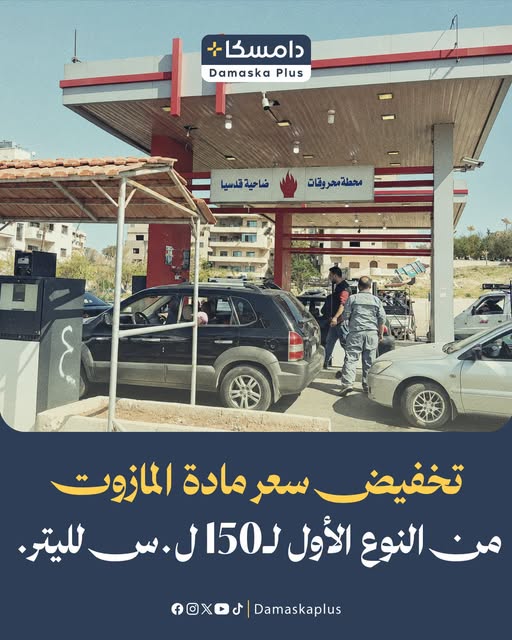 دامسكا+
Damaska Plus
محطة محروقات ضاحية قدسيا
تخفيض سعر مادة المازوت
من النوع الأول لـ150 ل.س لليتر.
Damaskaplus